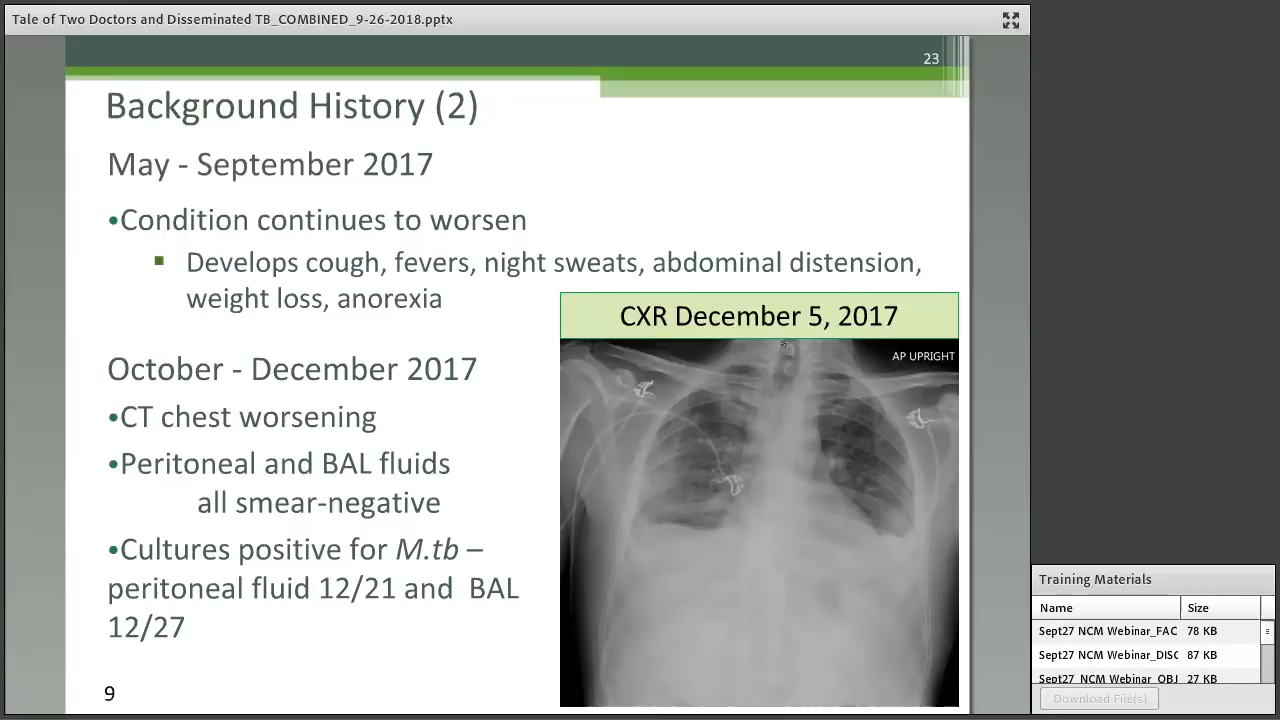 Tale of Two Doctors and Disseminated TB_COMBINED_9-26-2018.pptx
23
Background History (2)
May - September 2017
•Condition continues to worsen
▪ Develops cough, fevers, night sweats, abdominal distension,
weight loss, anorexia
CXR December 5, 2017
AP UPRIGHT
October - December 2017
•CT chest worsening
•Peritoneal and BAL fluids
all smear-negative
•Cultures positive for M.tb –
peritoneal fluid 12/21 and BAL
12/27
9
Training Materials
Name Size
Sept27 NCM Webinar_FAC 78 KB
Sept27 NCM Webinar_DISC 87 KB
Sept27 NCM Webinar_OBJ 27 KB
Download File(s)